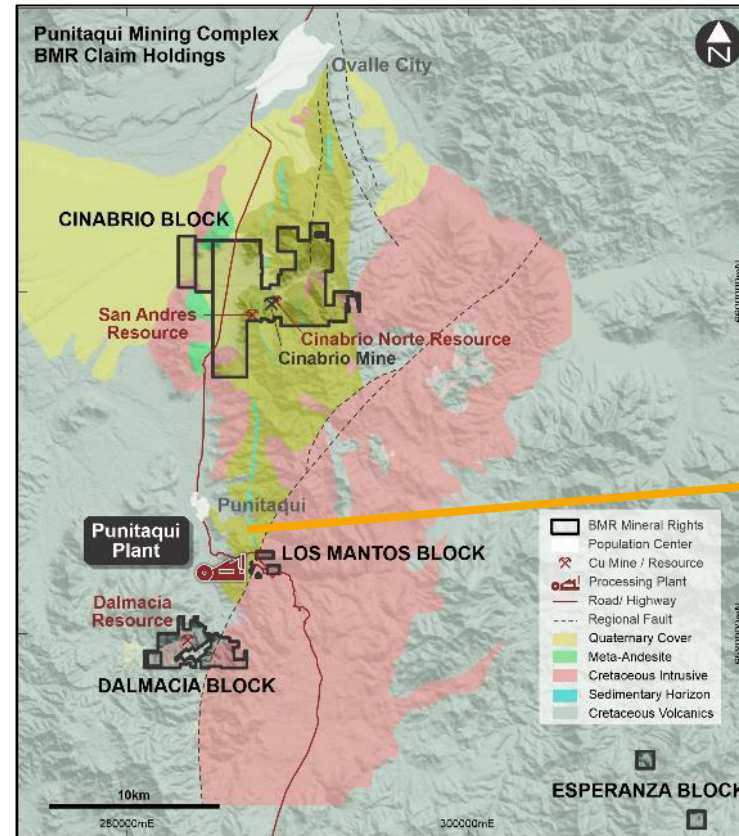 Punitaqui Mining Complex
BMR Claim Holdings
N
Ovalle City
CINABRIO BLOCK
San Andres
Resource
Cinabrio Norte Resource
Cinabrio Mine
Punitaqui
Punitaqui
Plant
LOS MANTOS BLOCK
Dalmacia
Resource
DALMACIA BLOCK
BMR Mineral Rights
Population Center
Cu Mine / Resource
Processing Plant
Road/ Highway
Regional Fault
Quaternary Cover
Meta-Andesite
Cretaceous Intrusive
Sedimentary Horizon
Cretaceous Volcanics
ESPERANZA BLOCK
10km
280000mE
300000mE